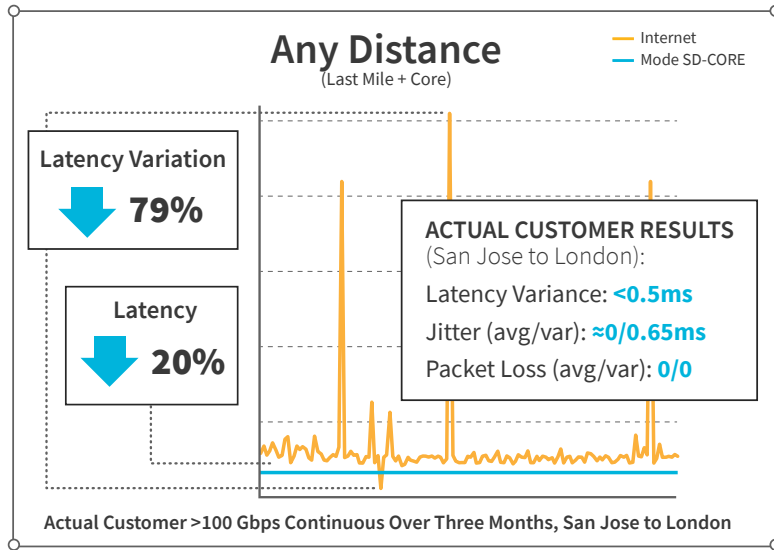 Any Distance
(Last Mile + Core)
Internet
Mode SD-CORE
Latency Variation
79%
Latency
20%
ACTUAL CUSTOMER RESULTS
(San Jose to London):
Latency Variance: <0.5ms
Jitter (avg/var): ≈0/0.65ms
Packet Loss (avg/var): 0/0
Actual Customer >100 Gbps Continuous Over Three Months, San Jose to London